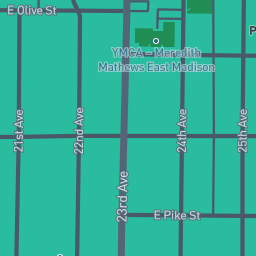 E Olive St
P
YMCA – Meredith
Mathews East Madison
21st Ave
22nd Ave
23rd Ave
24th Ave
25th Ave
E Pike St